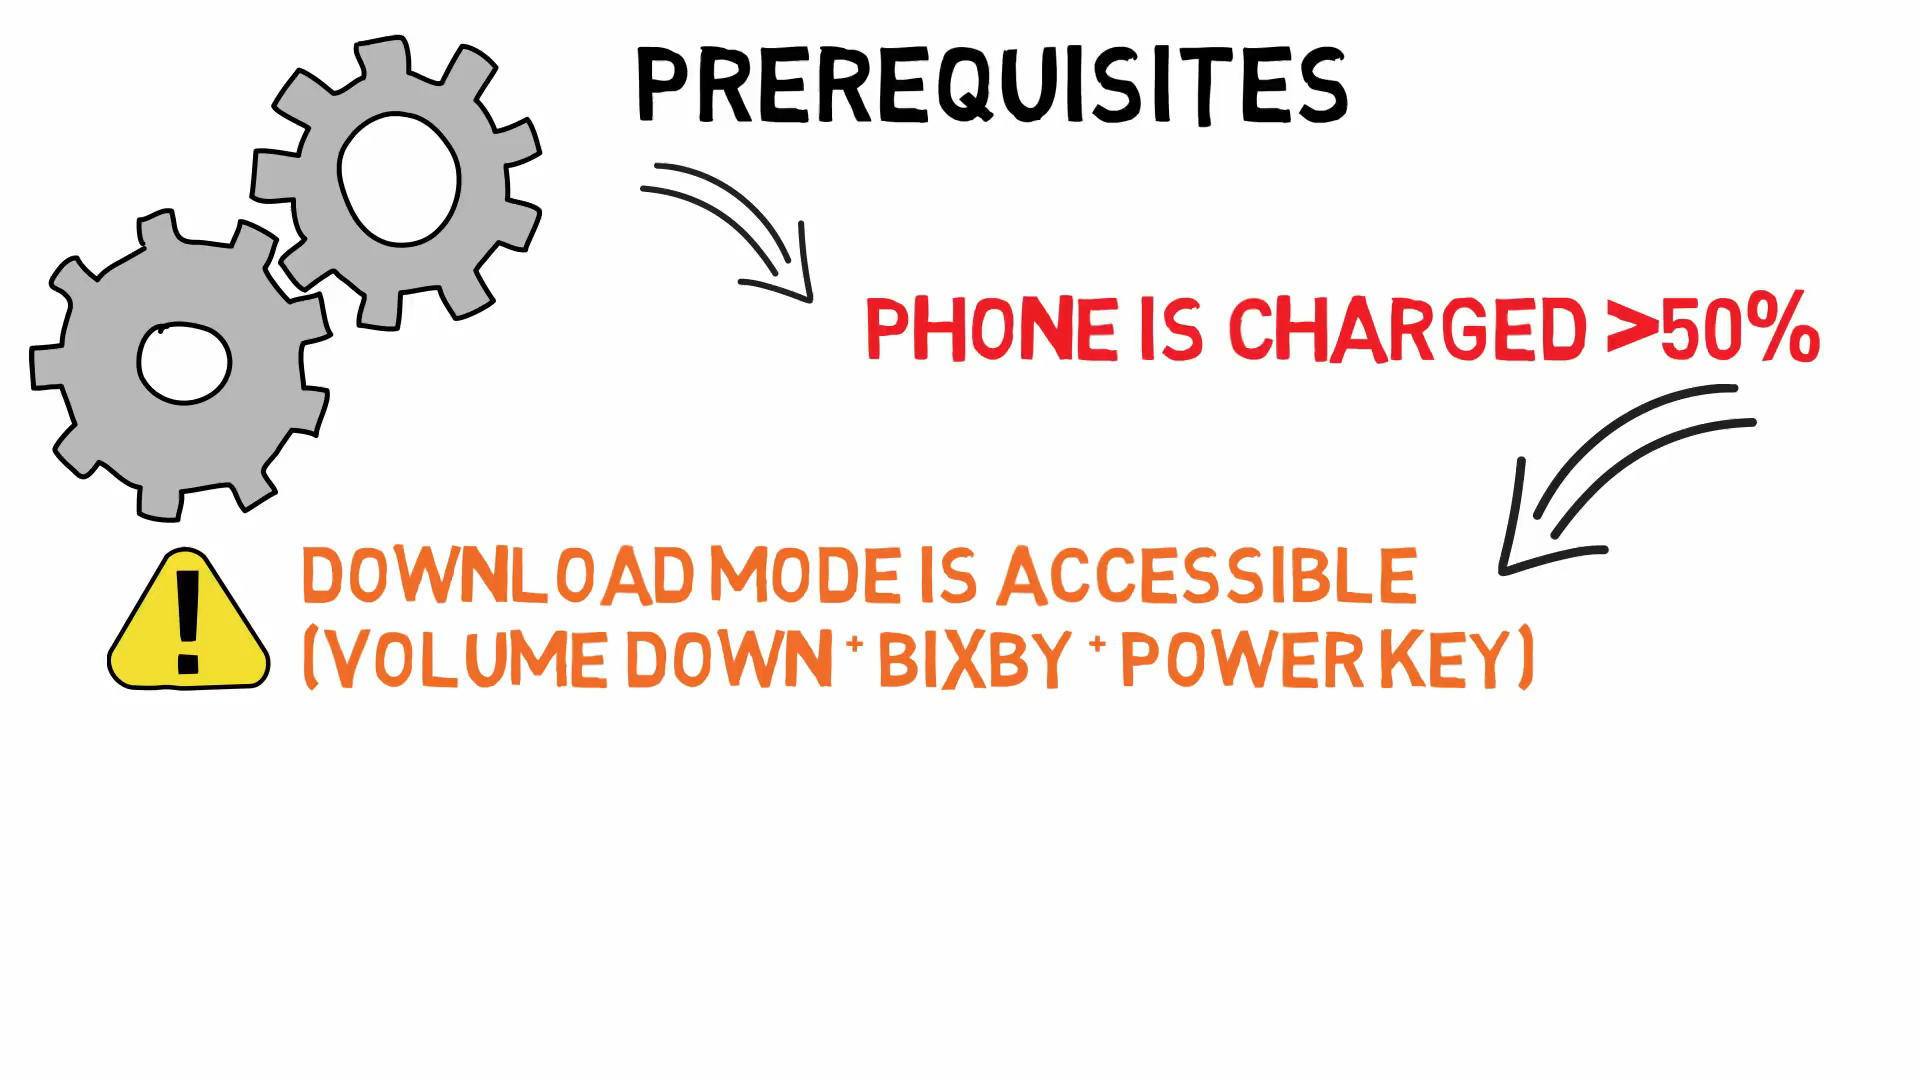 PREREQUISITES
PHONE IS CHARGED >50%
DOWNLOAD MODE IS ACCESSIBLE
(VOLUME DOWN + BIXBY + POWER KEY)